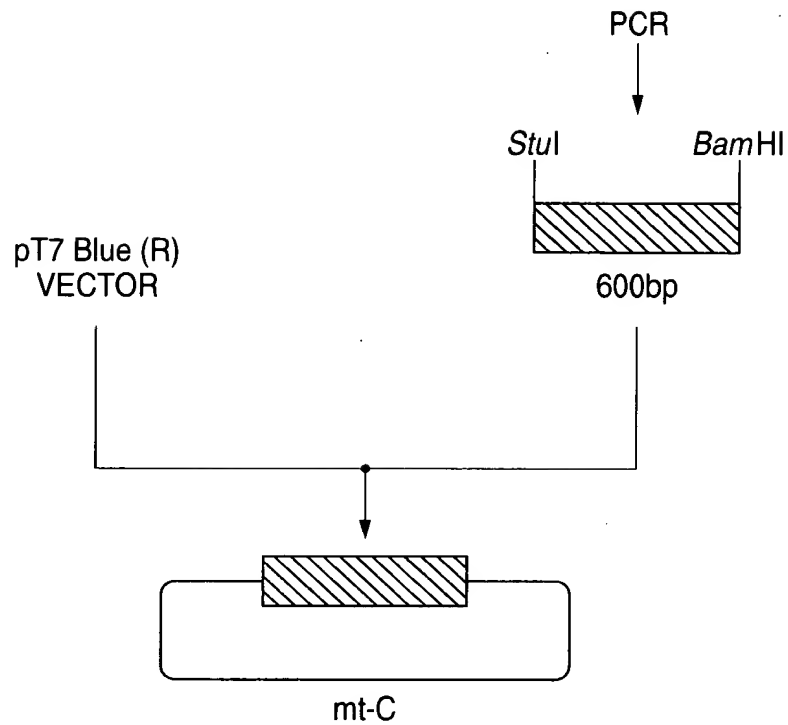 PCR
StuI BamHI
pT7 Blue (R)
VECTOR
600bp
mt-C